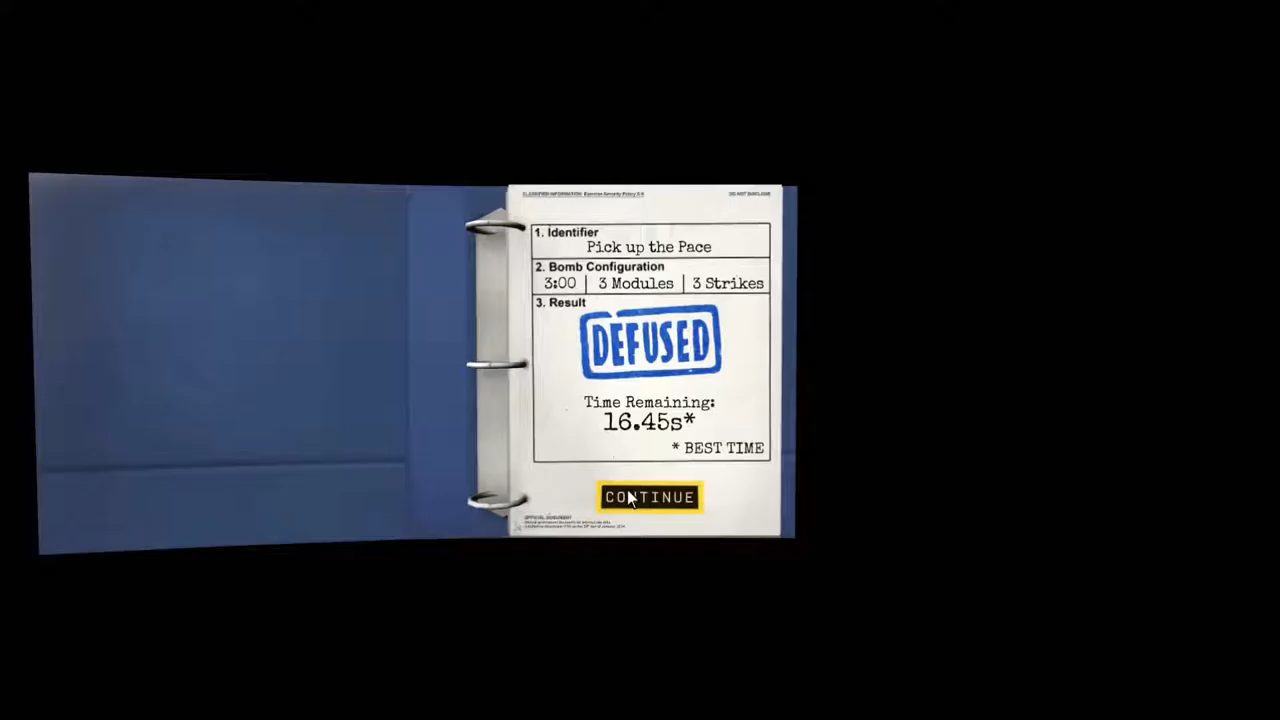 1. Identifier
Pick up the Pace
2. Bomb Configuration
3:00 | 3 Modules | 3 Strikes
3. Result
DEFUSED
Time Remaining:
16.45s*
* BEST TIME
CONTINUE